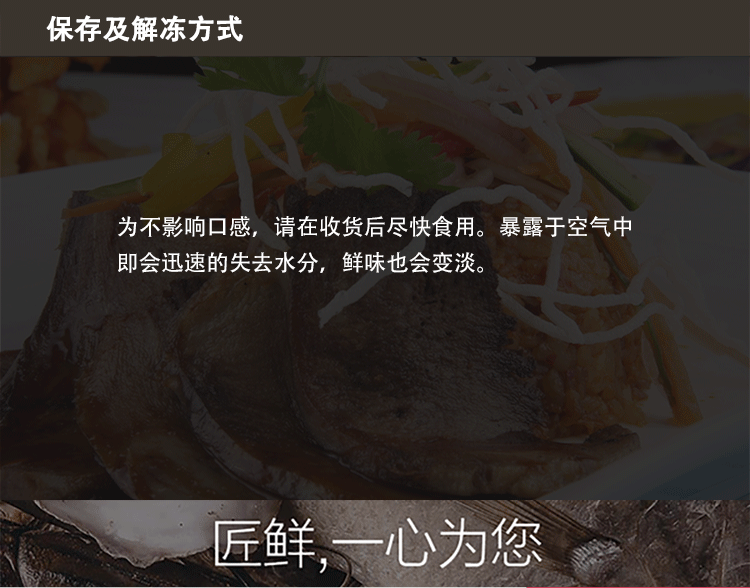 保存及解冻方式
为不影响口感，请在收货后尽快食用。暴露于空气中
即会迅速的失去水分，鲜味也会变淡。
匠鲜,一心为您